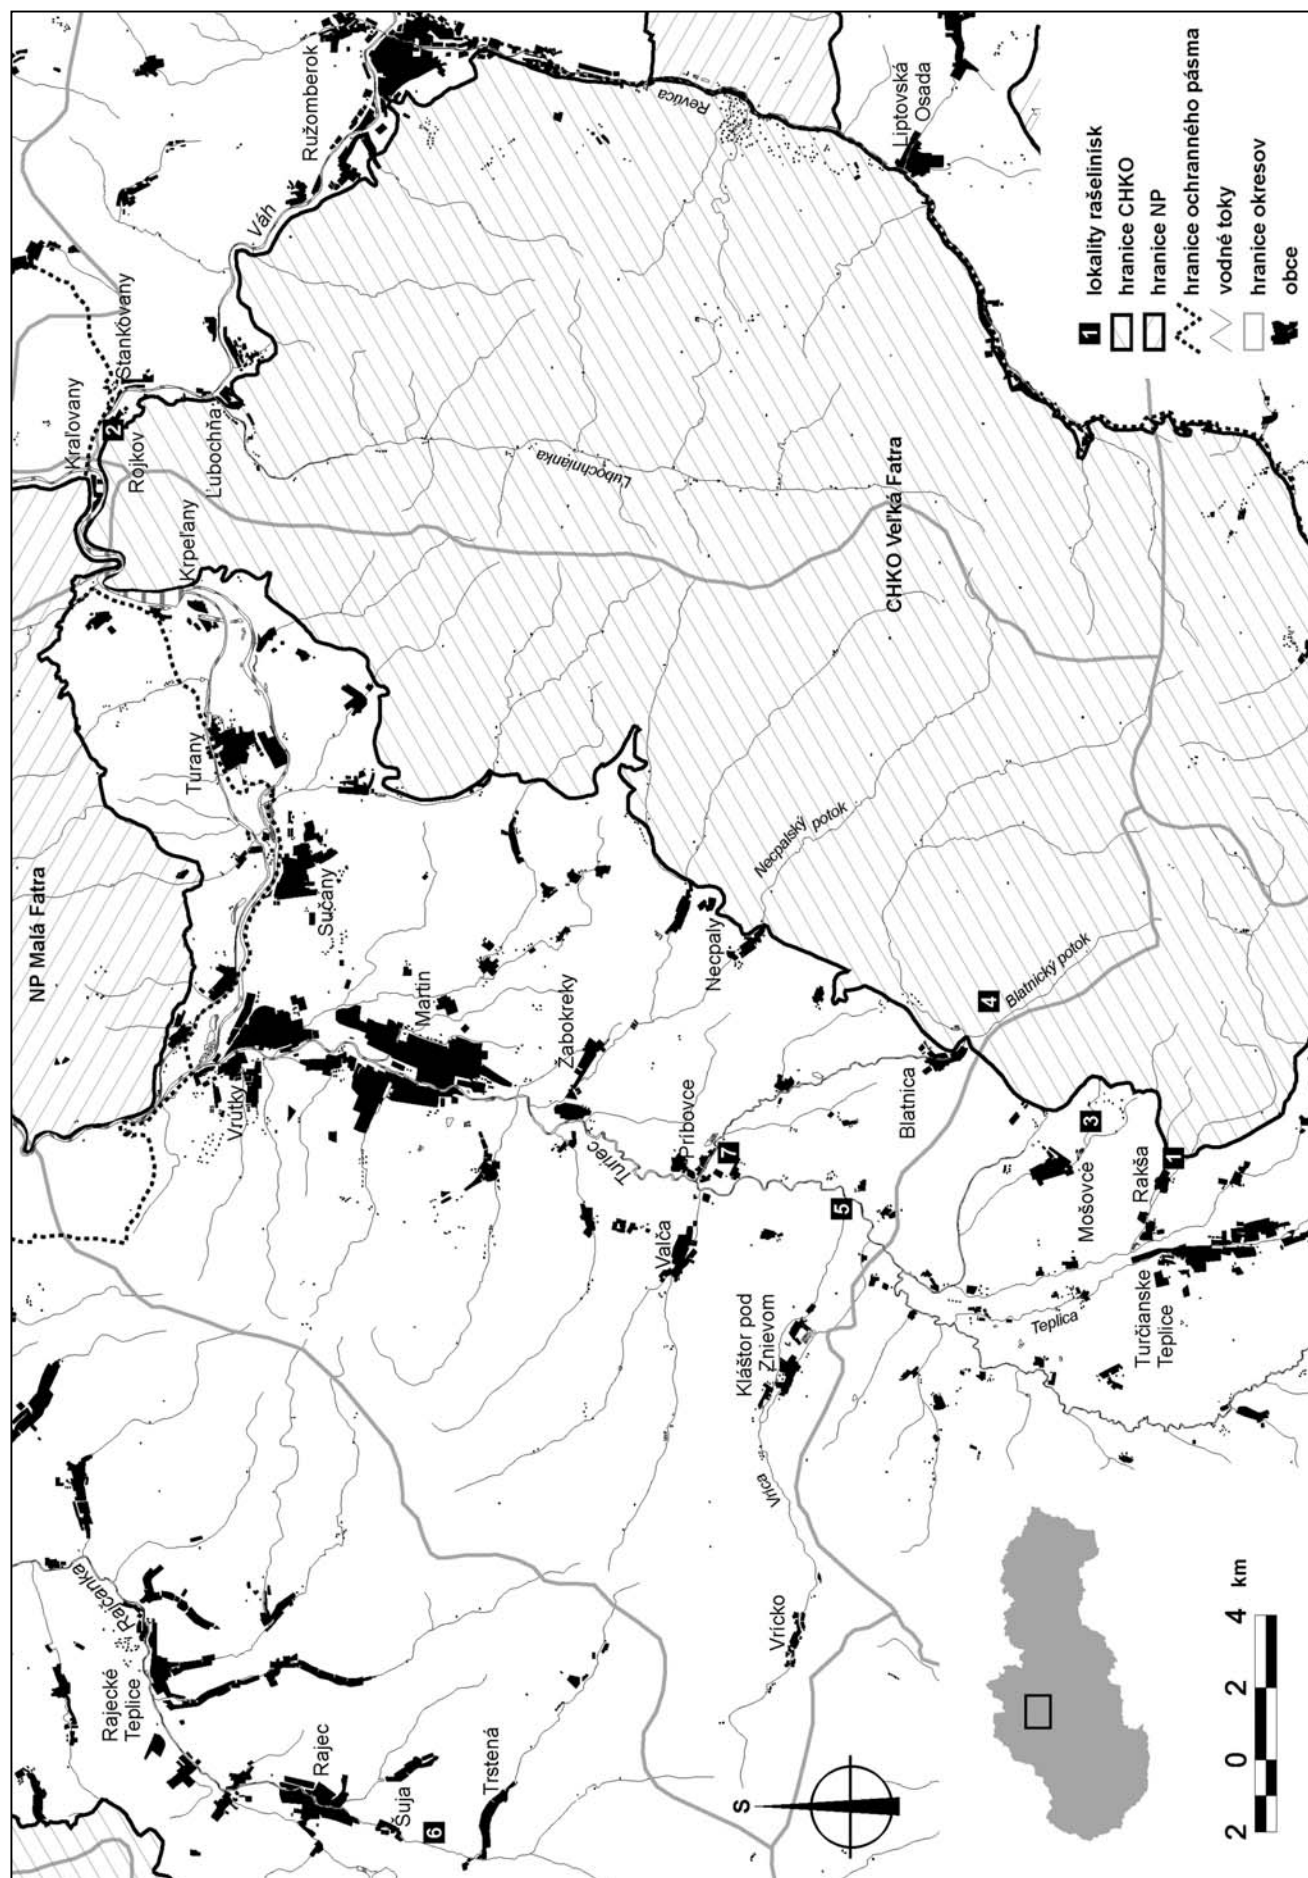 NP Malá Fatra
Ružomberok
Váh
Stankovany
Kraľovany
2
Rojkov
Ľubochňa
Krpeľany
Turany
Sučany
Vrútky
Martin
Revúca
Liptovská
Osada
Ľubochnianka
CHKO Veľká Fatra
Necpalský potok
Necpaly
Žabokreky
Turiec
Príbovce
7
Valča
Blatnický potok
4
Blatnica
5
3
Mošovce
1
Rakša
Turčianske
Teplice
Teplica
Kláštor pod
Znievom
Vrica
Vrícko
Rajčanka
Rajecké
Teplice
Rajec
Šuja
6
Trstená
S
1 lokality rašelinísk
hranice CHKO
hranice NP
hranice ochranného pásma
vodné toky
hranice okresov
obce
2 0 2 4 km